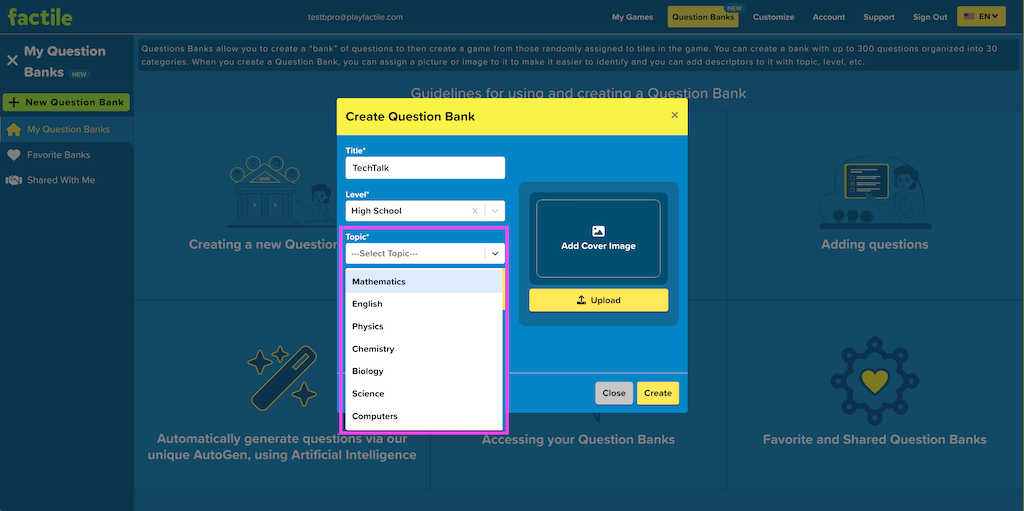 factile
testbpro@playfactile.com
My Games
Question Banks
NEW
Customize
Account
Support
Sign Out
EN
My Question
Banks NEW
New Question Bank
My Question Banks
Favorite Banks
Shared With Me
Questions Banks allow you to create a "bank" of questions to then create a game from those randomly assigned to tiles in the game. You can create a bank with up to 300 questions organized into 30
categories. When you create a Question Bank, you can assign a picture or image to it to make it easier to identify and you can add descriptors to it with topic, level, etc.
Guidelines for using and creating a Question Bank
Create Question Bank
×
Title*
TechTalk
Level*
High School
×
Topic*
---Select Topic---
Mathematics
English
Physics
Chemistry
Biology
Science
Computers
Add Cover Image
Upload
Close
Create
Creating a new Question
Adding questions
Automatically generate questions via our
unique AutoGen, using Artificial Intelligence
Accessing your Question Banks
Favorite and Shared Question Banks